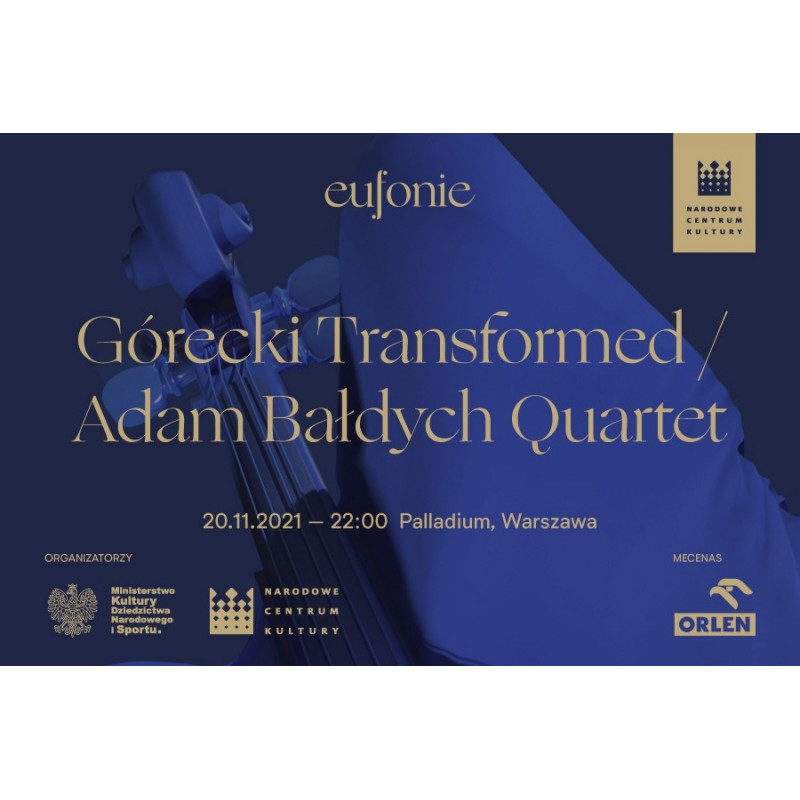 eufonie
NARODOWE
CENTRUM
KULTURY
Górecki Transformed /
Adam Bałdych Quartet
20.11.2021 – 22:00 Palladium, Warszawa
ORGANIZATORZY
Ministerstwo
Kultury
Dziedzictwa
Narodowego
i Sportu.
NARODOWE
CENTRUM
KULTURY
MECENAS
ORLEN